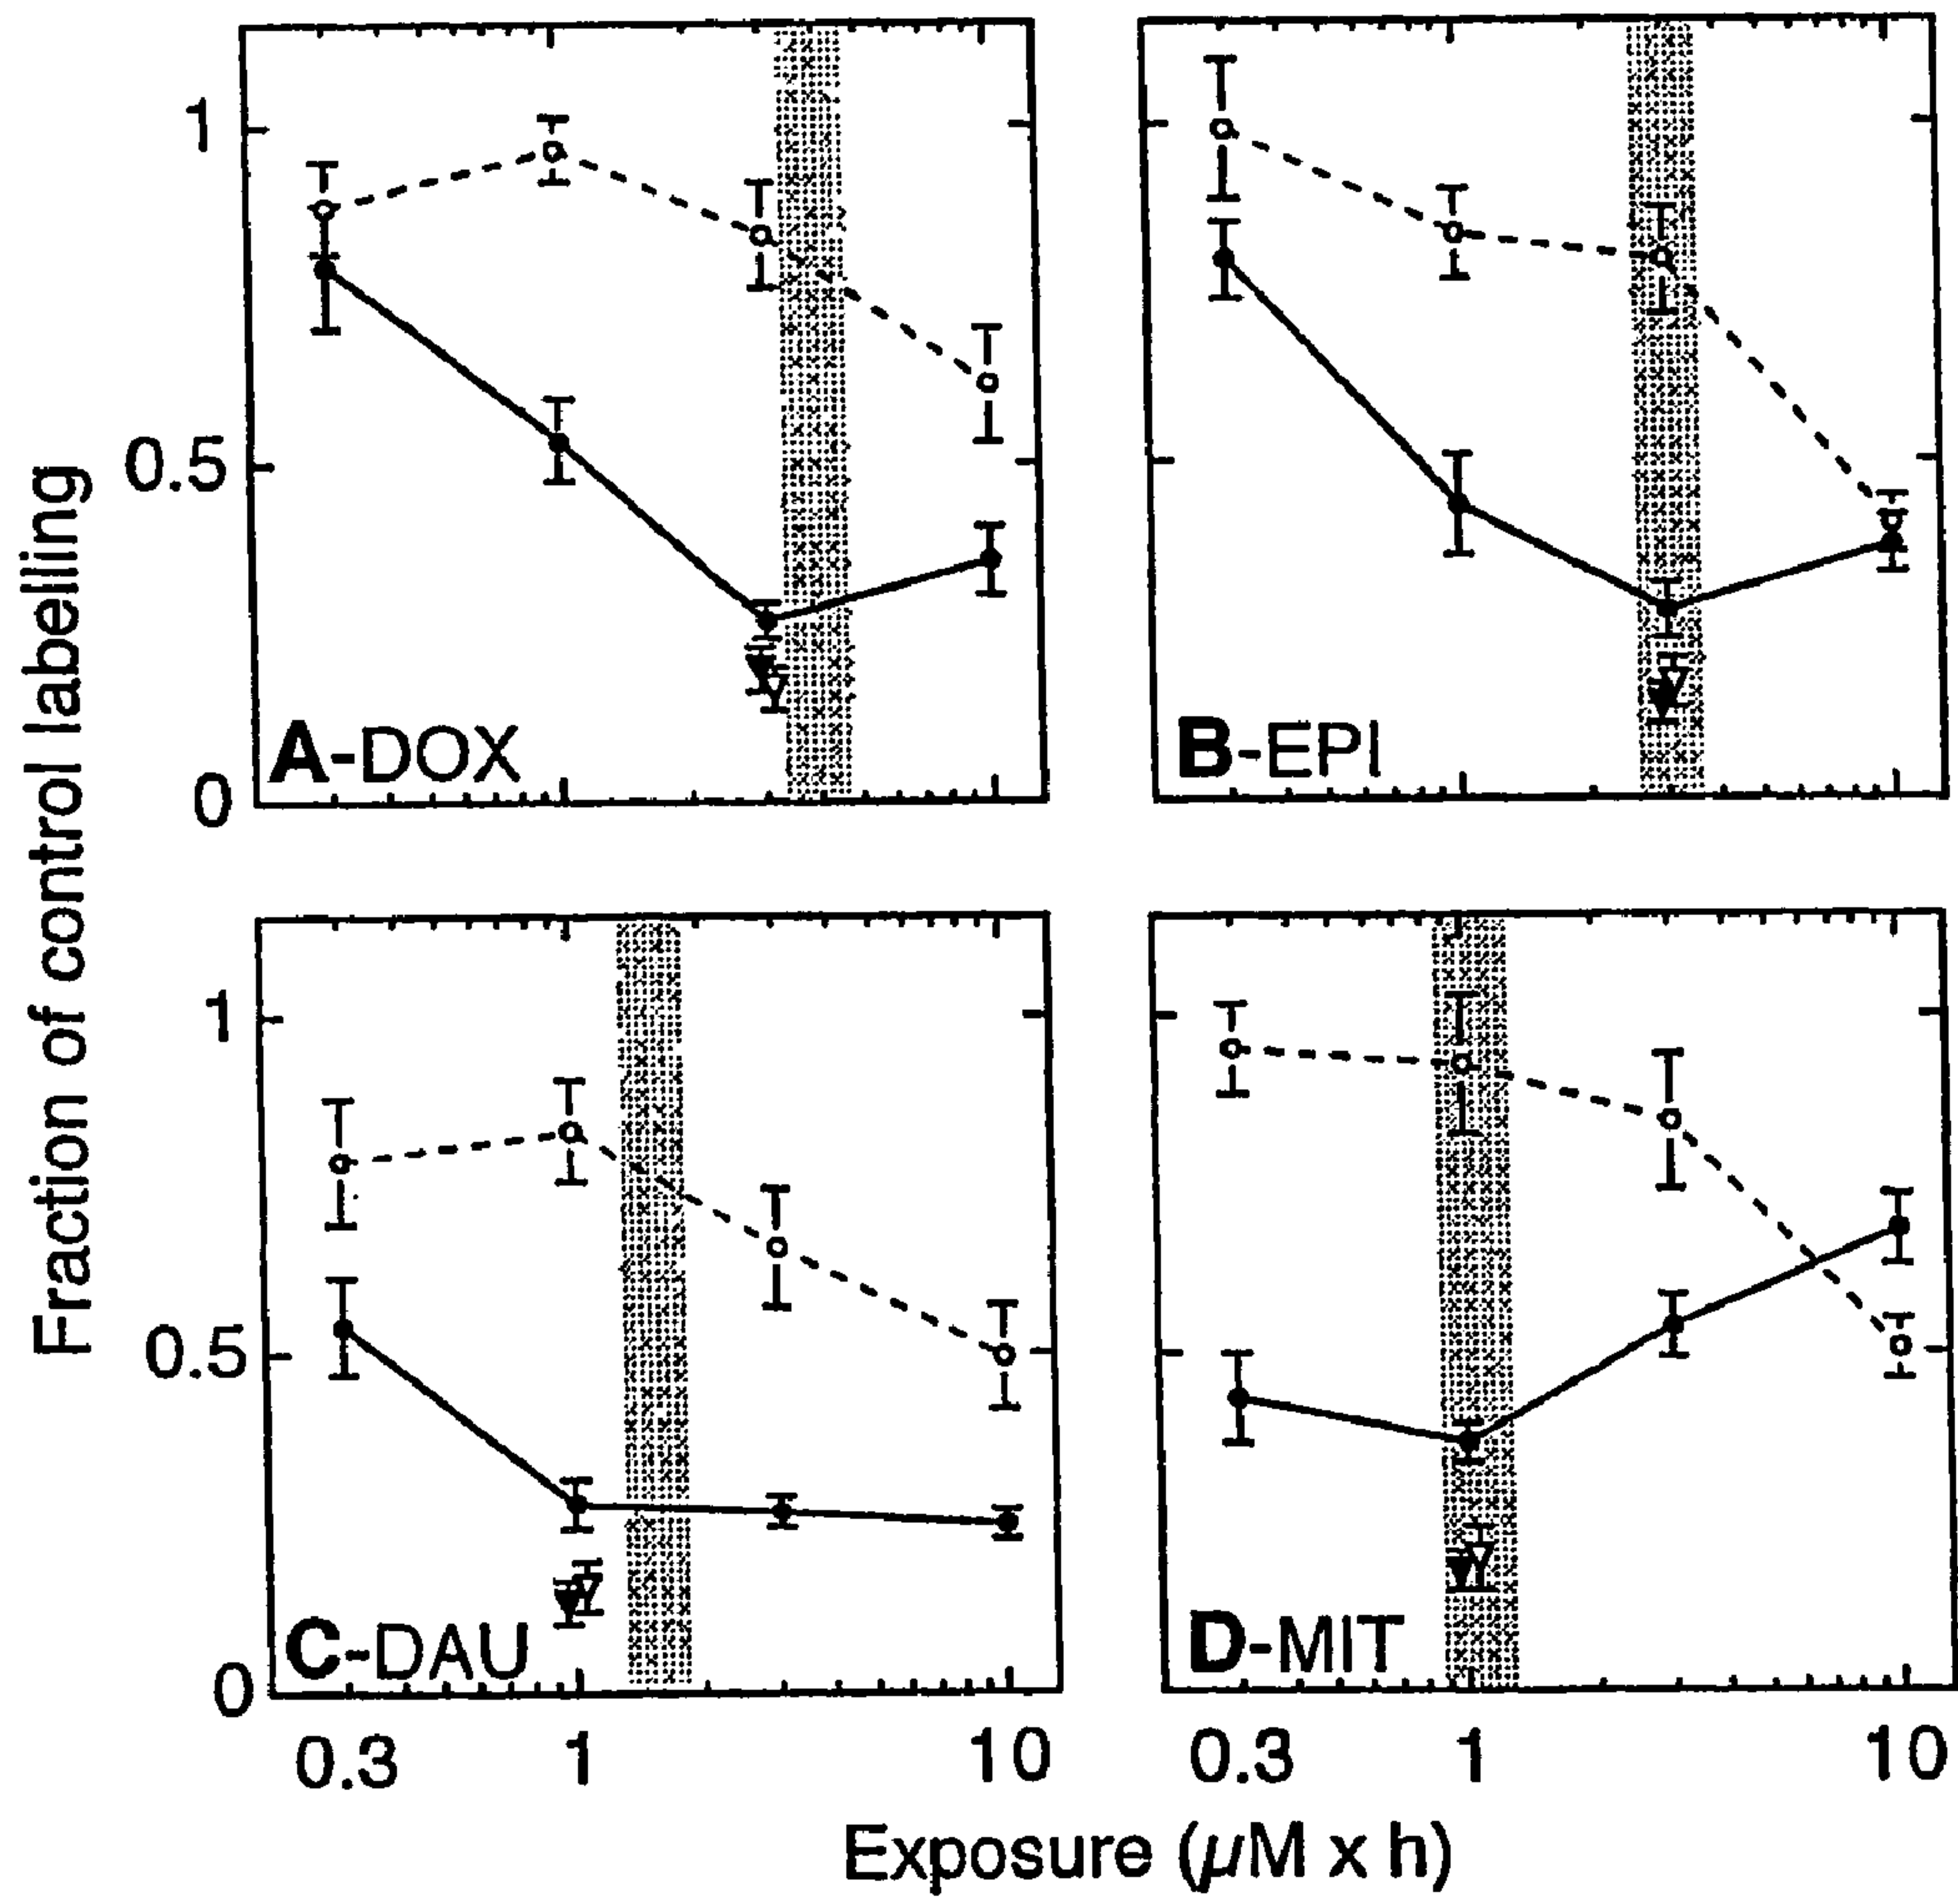 Fraction of control labelling
1
0.5
0
A-DOX
B-EPI
1
0.5
0
C-DAU
D-MIT
0.3
1
10
0.3
1
10
Exposure (μM x h)